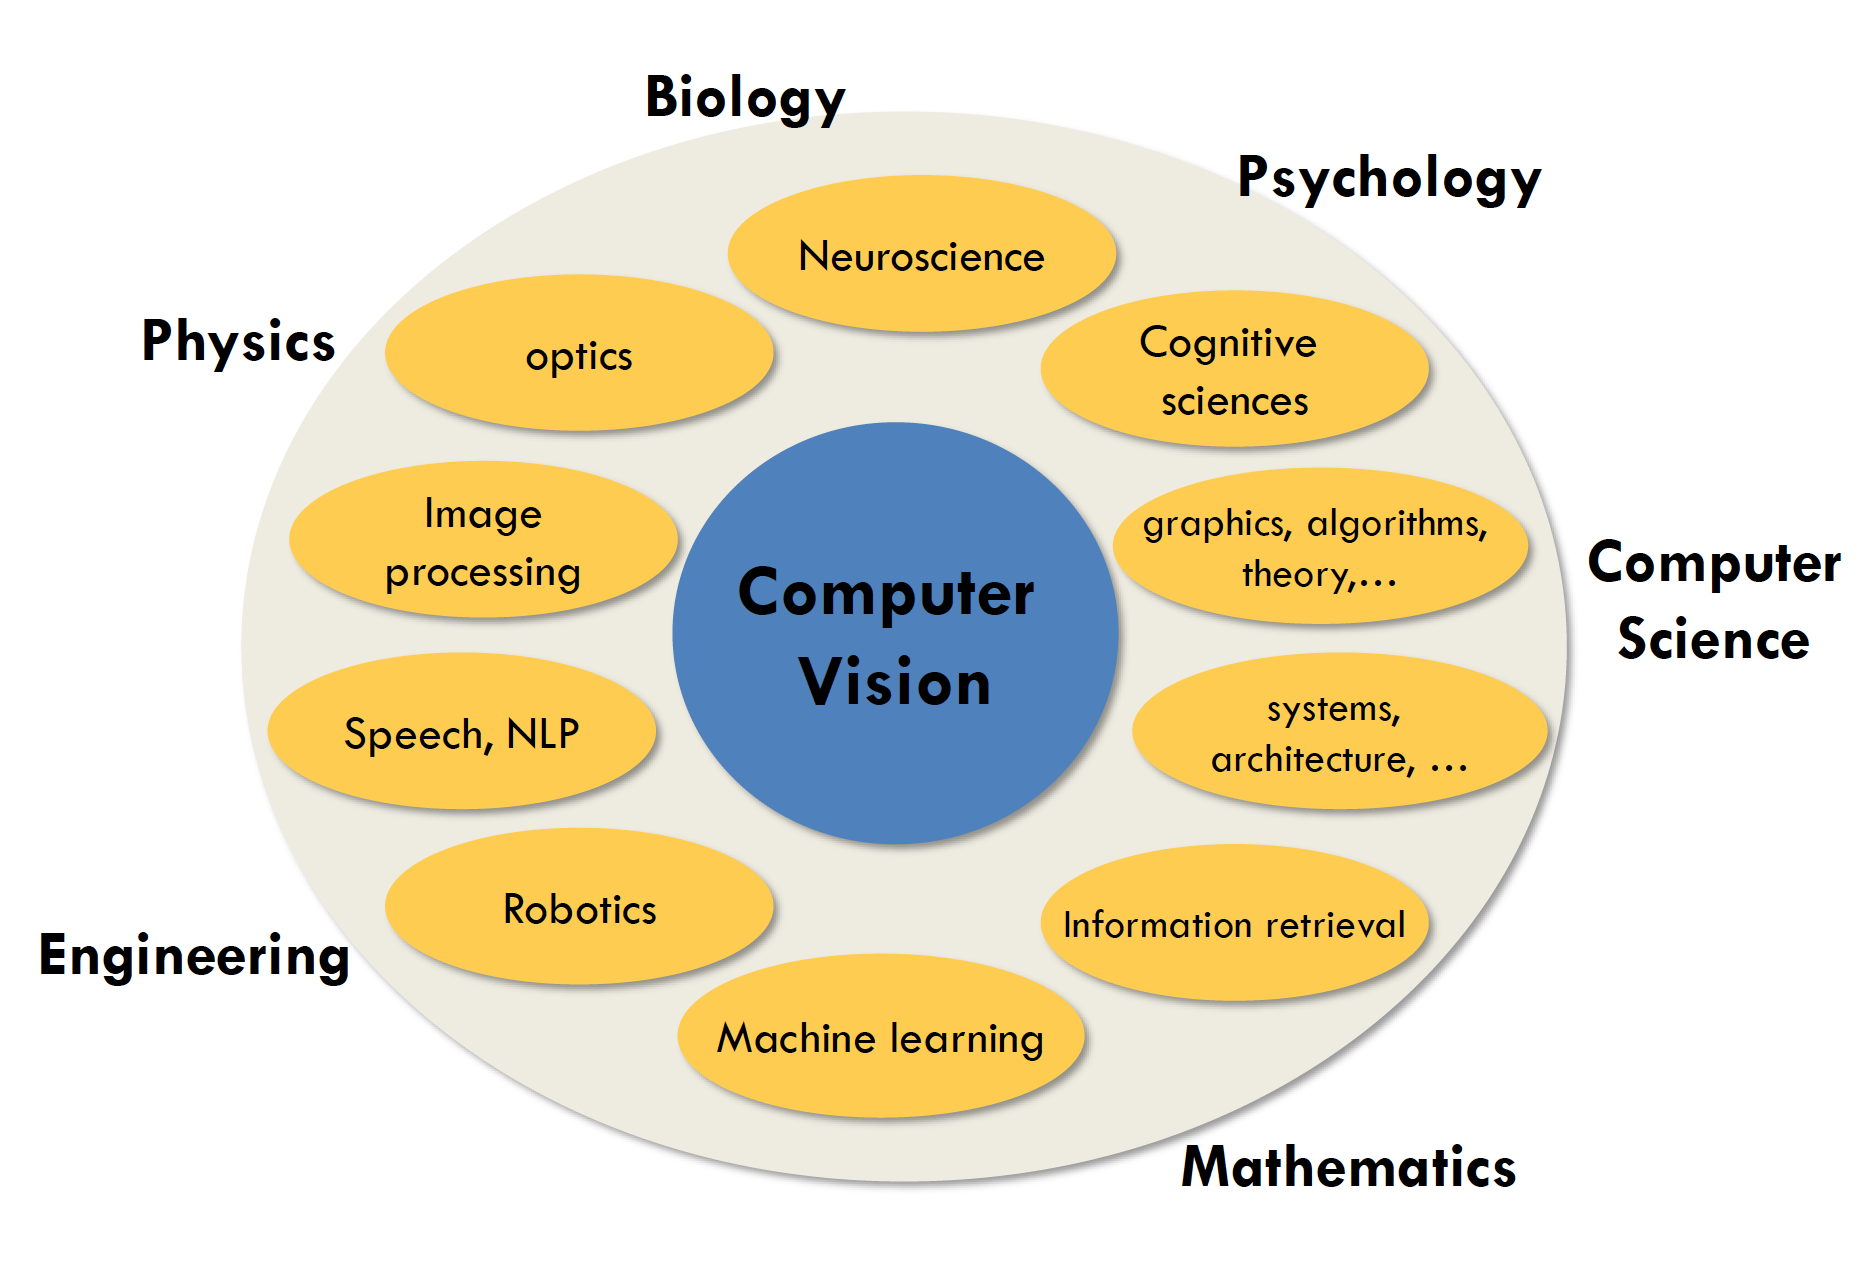 Biology
Psychology
Neuroscience
Physics
optics
Cognitive
sciences
Image
processing
graphics, algorithms,
theory,...
Computer
Science
Computer
Vision
Speech, NLP
systems,
architecture, ...
Robotics
Information retrieval
Engineering
Machine learning
Mathematics